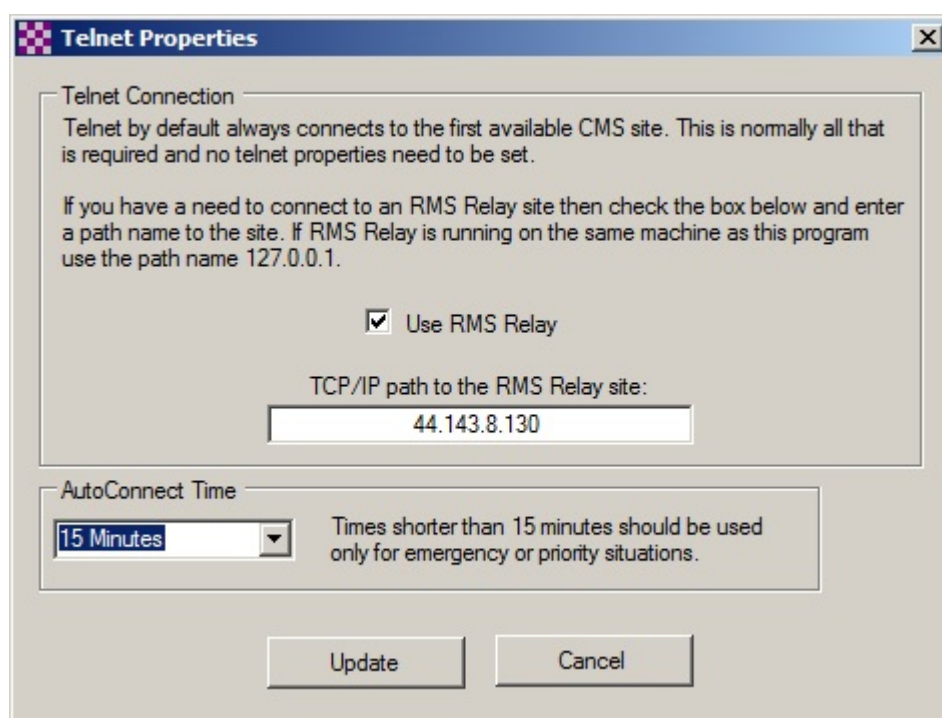 Telnet Properties
Telnet Connection
Telnet by default always connects to the first available CMS site. This is normally all that
is required and no telnet properties need to be set.
If you have a need to connect to an RMS Relay site then check the box below and enter
a path name to the site. If RMS Relay is running on the same machine as this program
use the path name 127.0.0.1.
Use RMS Relay
TCP/IP path to the RMS Relay site:
44.143.8.130
AutoConnect Time
15 Minutes
Times shorter than 15 minutes should be used
only for emergency or priority situations.
Update
Cancel